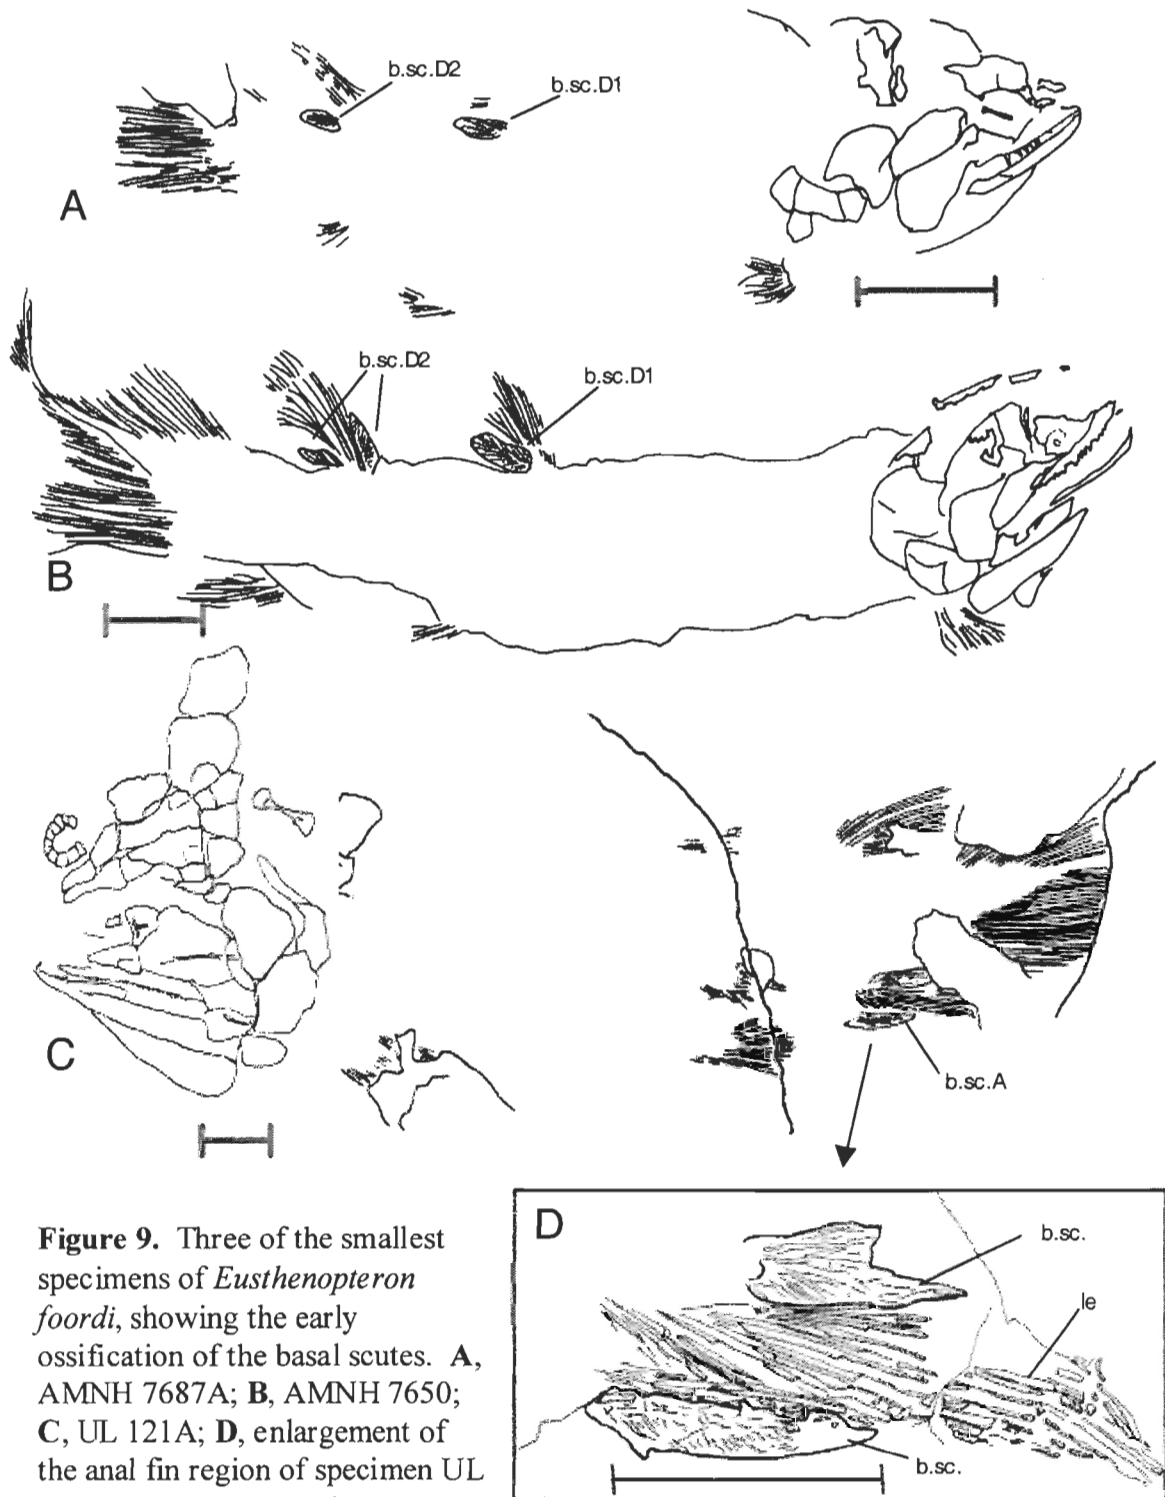 b.sc.D2
b.sc.D1
A
b.sc.D2
b.sc.D1
B
C
b.sc.A
D
b.sc.
le
b.sc.
Figure 9. Three of the smallest
specimens of Eusthenopteron
foordi, showing the early
ossification of the basal scutes. A,
AMNH 7687A; B, AMNH 7650;
C, UL 121A; D, enlargement of
the anal fin region of specimen UL